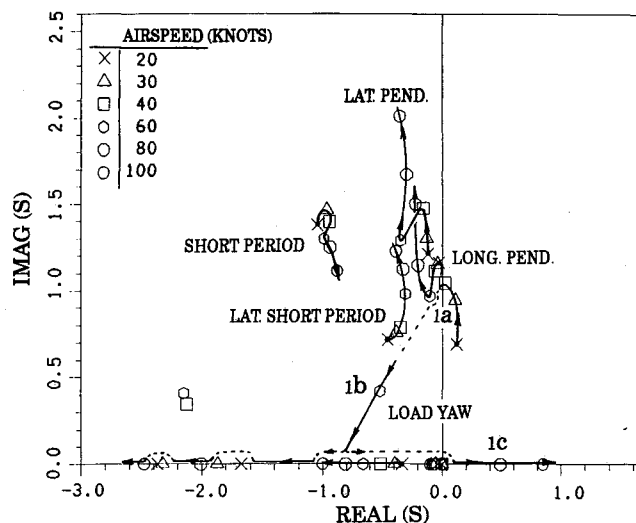 AIRSPEED (KNOTS)
20
30
40
60
80
100
LAT. PEND.
SHORT PERIOD
LONG. PEND.
1a
LAT. SHORT PERIOD
1b
LOAD YAW
1c
IMAG (S)
2.5
2.0
1.5
1.0
0.5
0.0
-3.0 -2.0 -1.0 0.0 1.0
REAL (S)